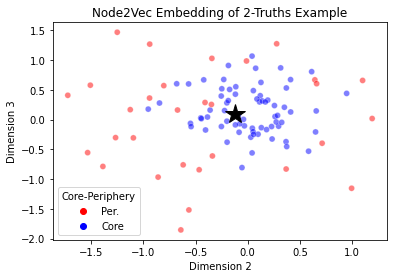 Node2Vec Embedding of 2-Truths Example
1.5
1.0
0.5
0.0
−0.5
−1.0
−1.5
−2.0
Dimension 3
Core-Periphery
Per.
Core
−1.5 −1.0 −0.5 0.0 0.5 1.0
Dimension 2